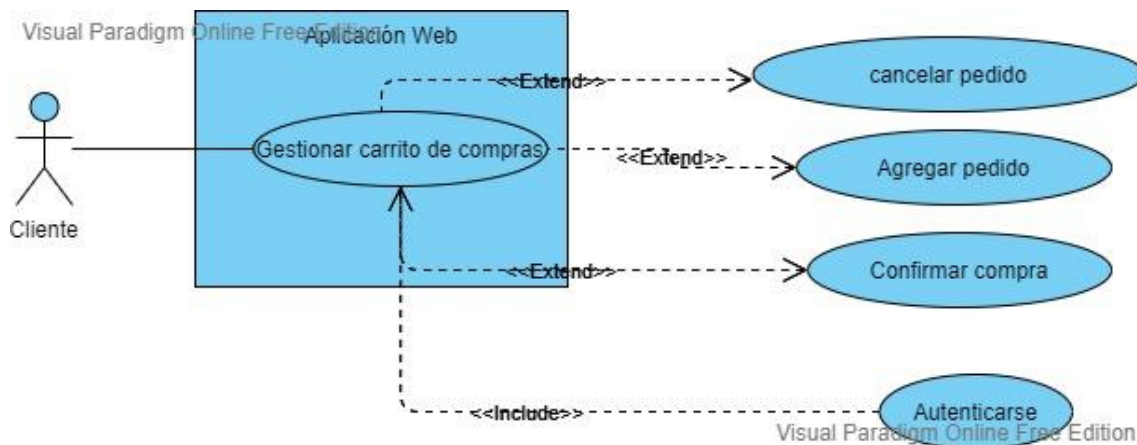 Visual Paradigm Online Free Edition
Aplicación Web
<<Extend>>
cancelar pedido
Gestionar carrito de compras
<<Extend>>
Agregar pedido
Cliente
<<Extend>>
Confirmar compra
<<Include>>
Autenticarse
Visual Paradigm Online Free Edition